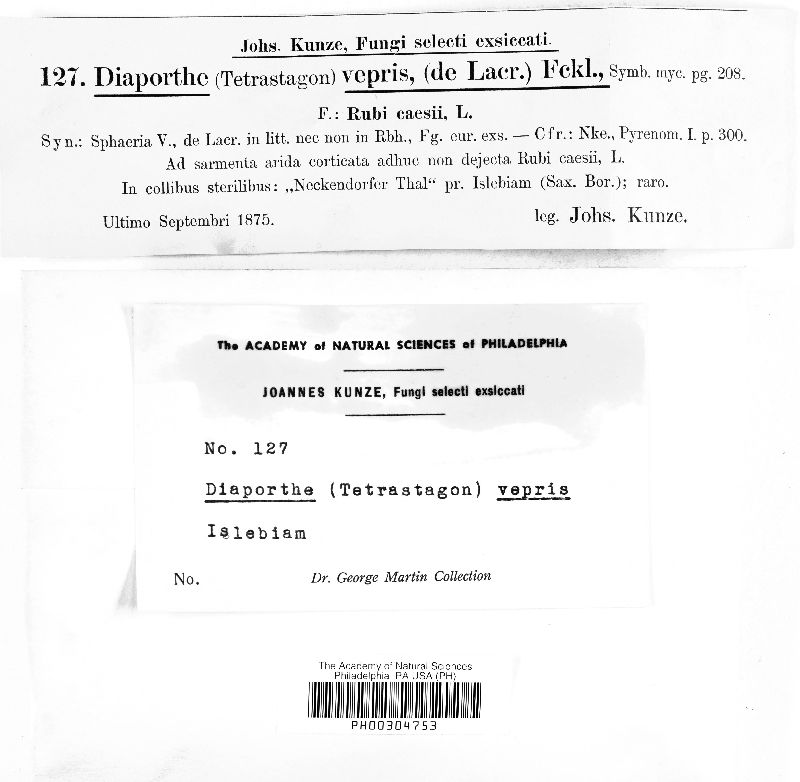 Johs. Kunze, Fungi selecti exsiccati.
127. Diaporthe (Tetrastagon) vepris, (de Lacr.) Fckl., Symb. myc. pg. 208.
F.: Rubi caesii, L.
Syn.: Sphaeria V., de Lacr. in litt. nec non in Rbh., Fg. eur. exs. — Cfr.: Nke., Pyrenom. I. p. 300.
Ad sarmenta arida corticata adhuc non dejecta Rubi caesii, L.
In collibus sterilibus: „Neckendorfer Thal“ pr. Islebiam (Sax. Bor.); raro.
Ultimo Septembri 1875. leg. Johs. Kunze.
The ACADEMY of NATURAL SCIENCES of PHILADELPHIA
JOANNES KUNZE, Fungi selecti exsiccati
No. 127
Diaporthe (Tetrastagon) vepris
Islebiam
No. Dr. George Martin Collection
The Academy of Natural Sciences
Philadelphia, PA USA (PH)
PH00304753